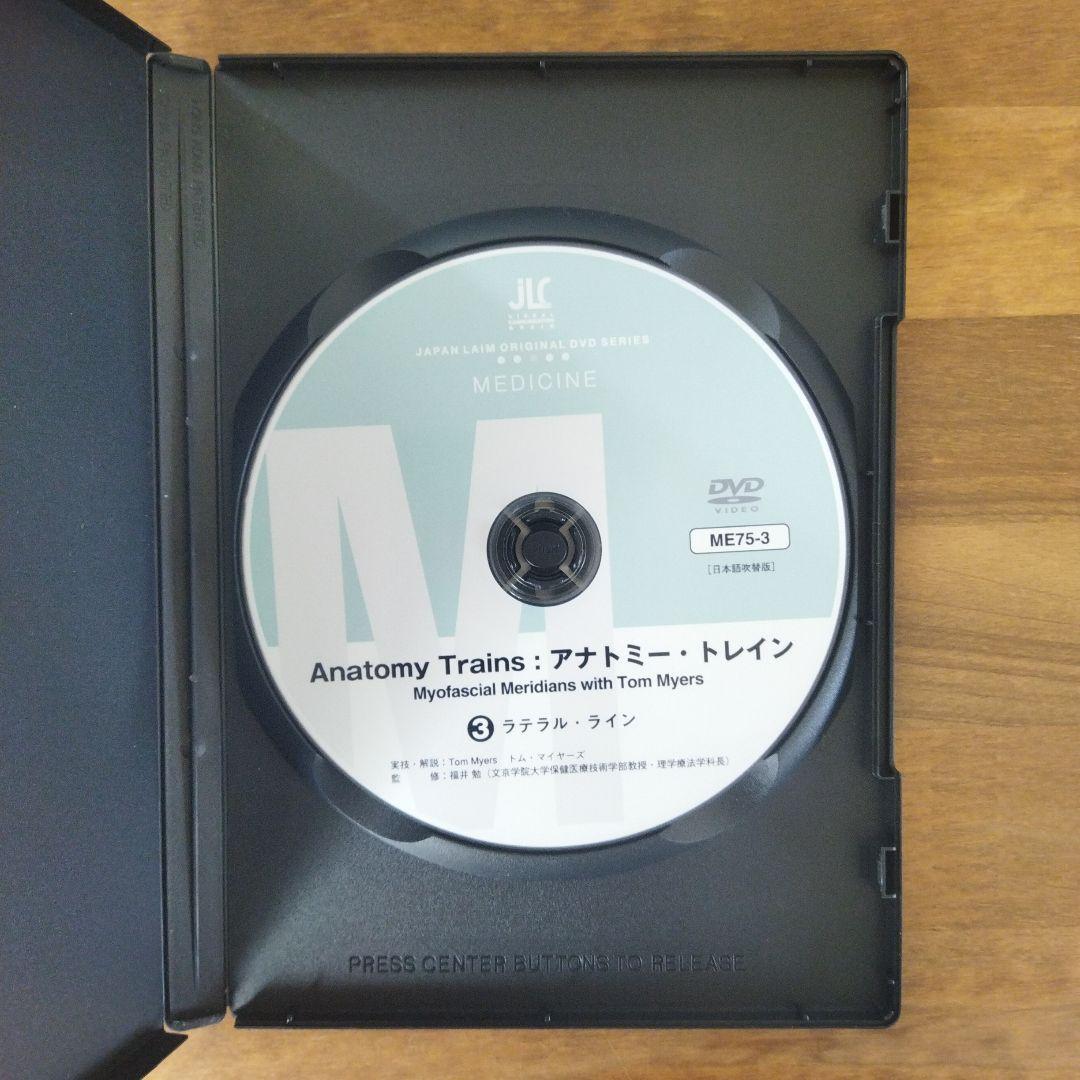 JLC
VISUAL
BRAIN
JAPAN LAIM ORIGINAL DVD SERIES
MEDICINE
M
DVD
VIDEO
ME75-3
[日本語吹替版]
Anatomy Trains : アナトミー・トレイン
Myofascial Meridians with Tom Myers
3 ラテラル・ライン
実技・解説：Tom Myers トム・マイヤーズ
監 修：福井 勉（文京学院大学保健医療技術学部教授・理学療法学科長）
PRESS CENTER BUTTONS TO RELEASE